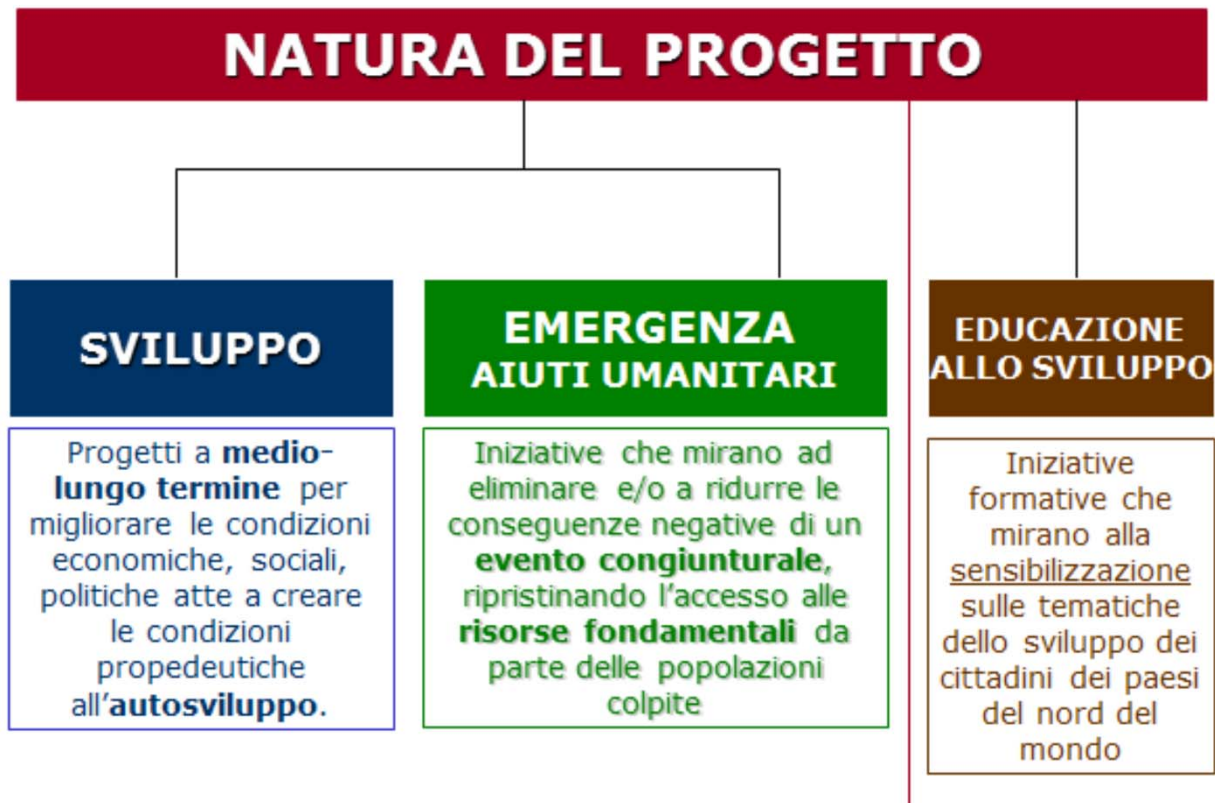 NATURA DEL PROGETTO
SVILUPPO
Progetti a medio-
lungo termine per
migliorare le condizioni
economiche, sociali,
politiche atte a creare
le condizioni
propedeutiche
all'autosviluppo.
EMERGENZA
AIUTI UMANITARI
Iniziative che mirano ad
eliminare e/o a ridurre le
conseguenze negative di un
evento congiunturale,
ripristinando l'accesso alle
risorse fondamentali da
parte delle popolazioni
colpite
EDUCAZIONE
ALLO SVILUPPO
Iniziative
formative che
mirano alla
sensibilizzazione
sulle tematiche
dello sviluppo dei
cittadini dei paesi
del nord del
mondo